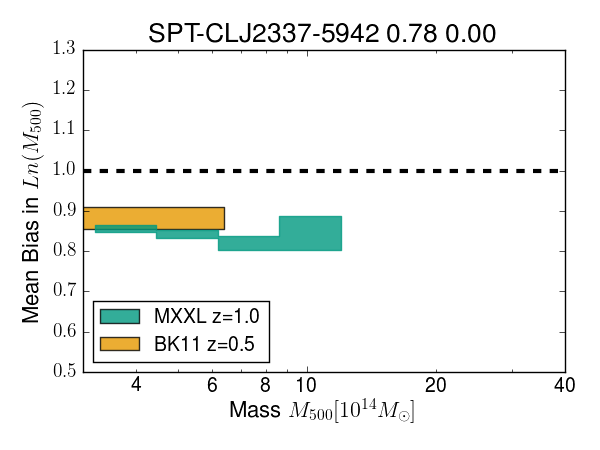 SPT-CLJ2337-5942 0.78 0.00
1.3
1.2
1.1
1.0
0.9
0.8
0.7
0.6
0.5
Mean Bias in Ln(M500)
MXXL z=1.0
BK11 z=0.5
4 6 8 10 20 40
Mass M500[10^14 M⊙]